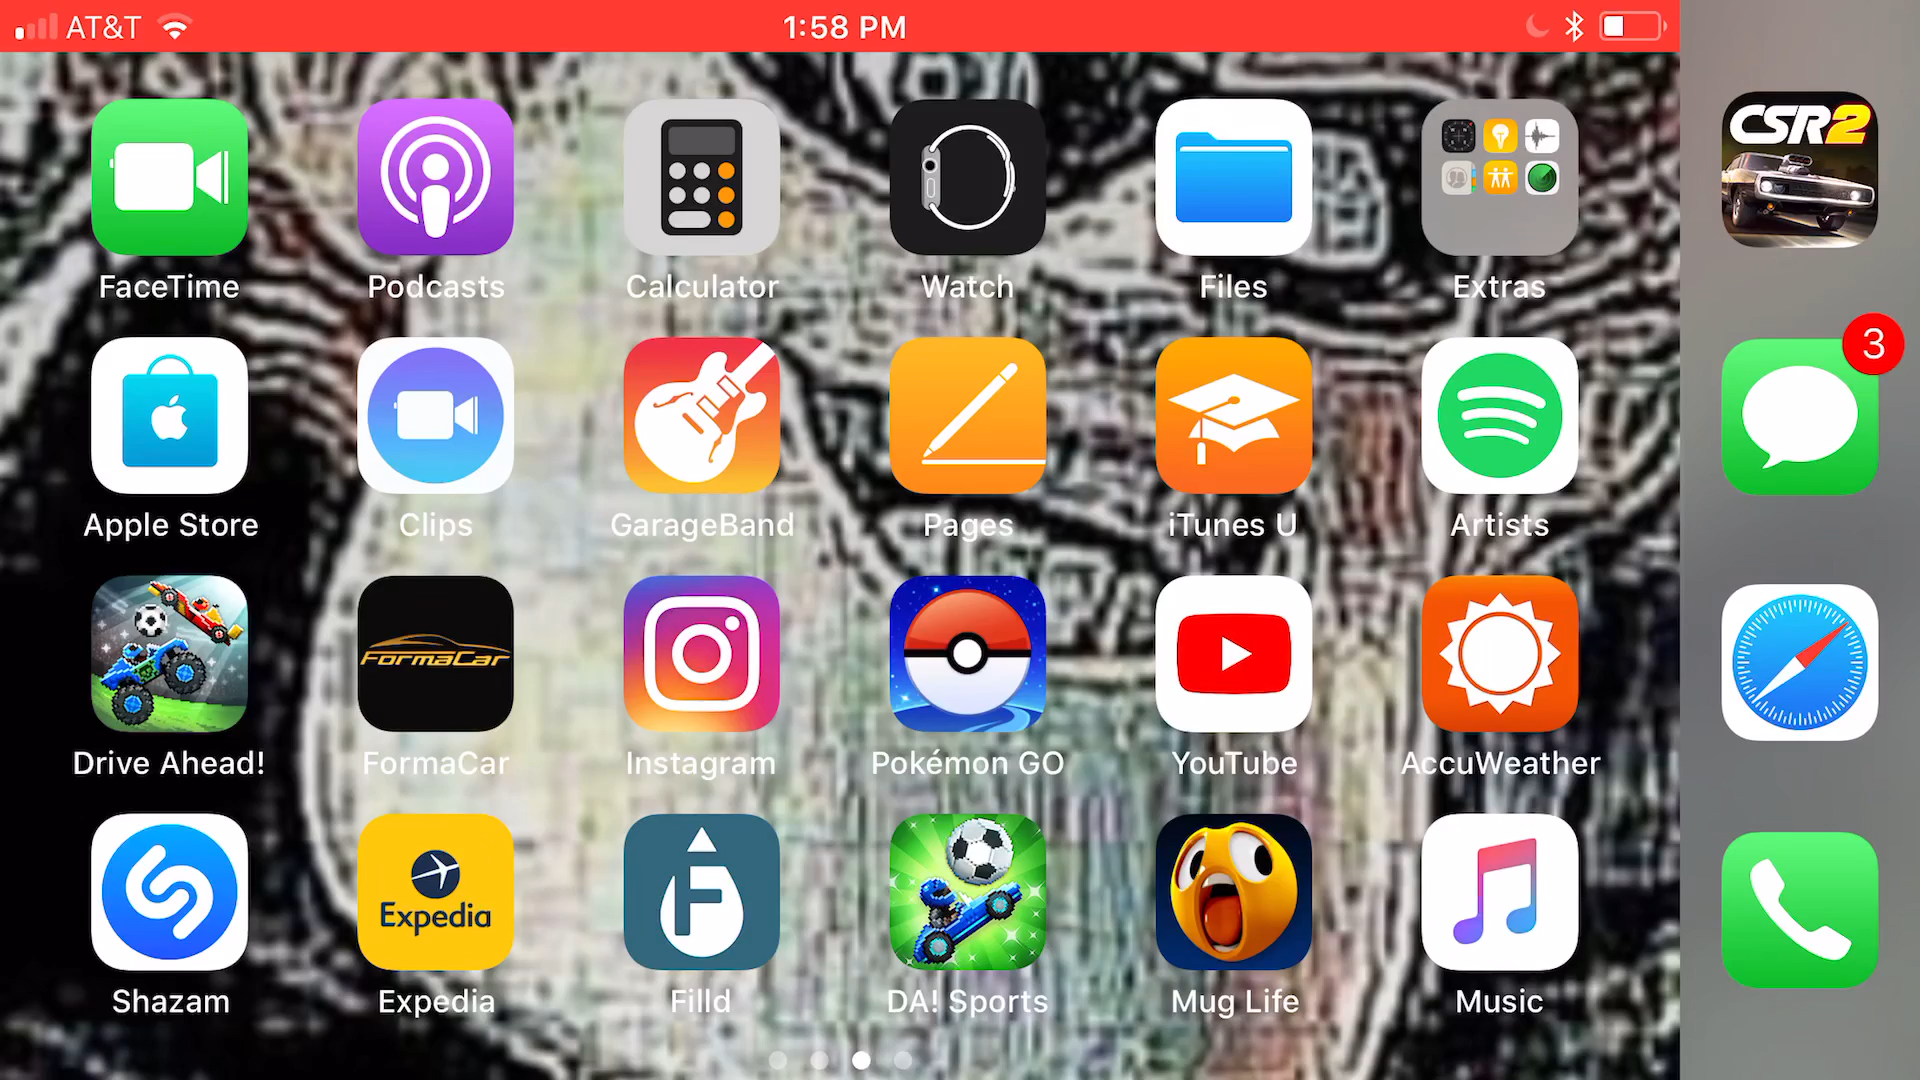 AT&T 1:58 PM
CSR2
FaceTime Podcasts Calculator Watch Files Extras
3
Apple Store Clips GarageBand Pages iTunes U Artists
FormaCar
Drive Ahead! FormaCar Instagram Pokémon GO YouTube AccuWeather
Expedia
Shazam Expedia Filld DA! Sports Mug Life Music